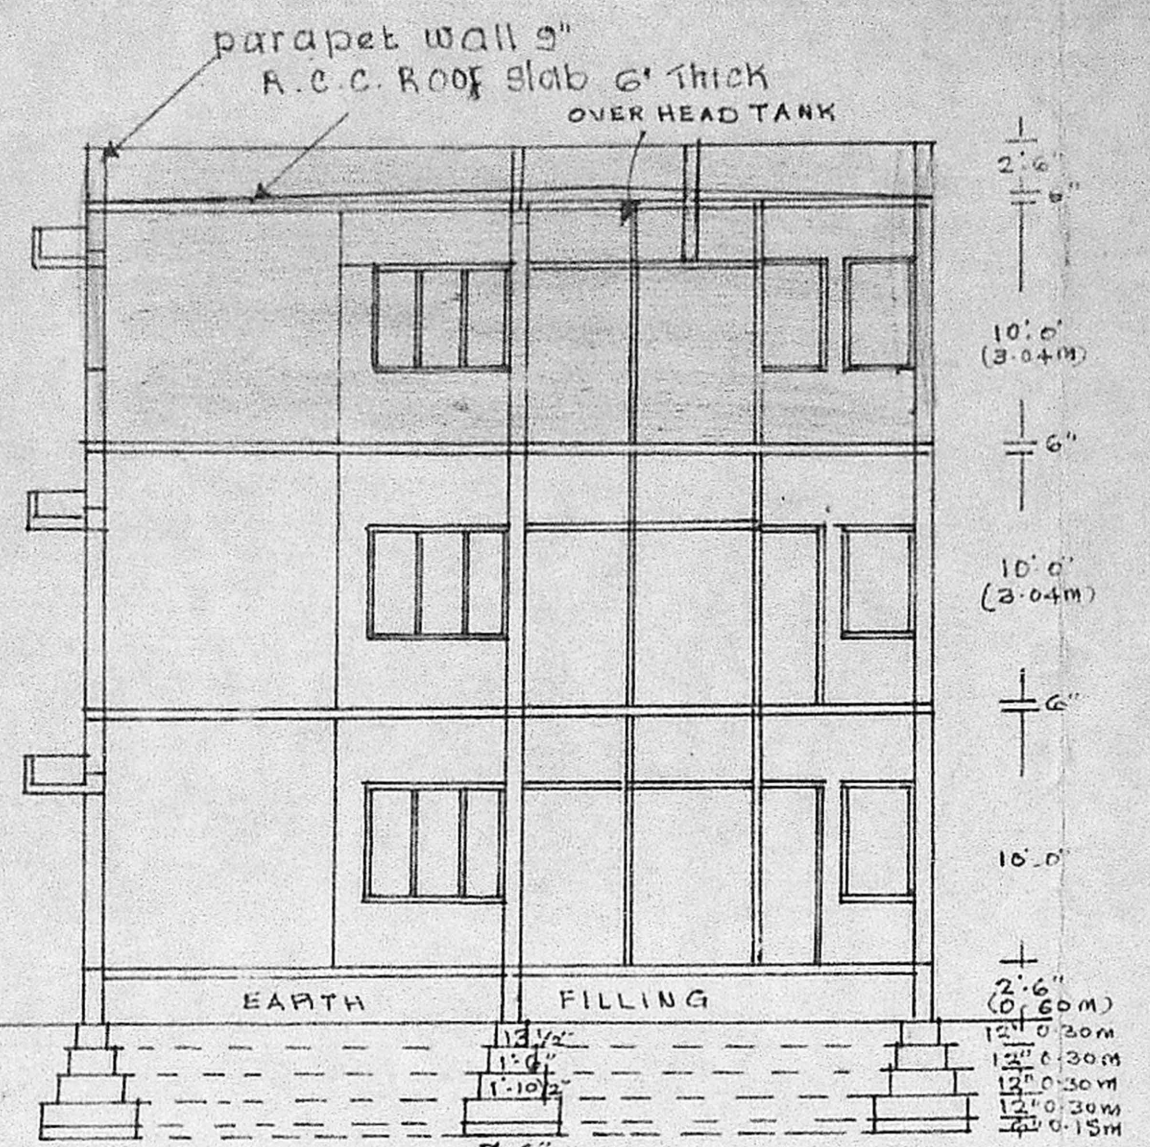 parapet wall 9"
R.C.C. Roof slab 6' Thick
OVER HEAD TANK
2'.6"
6"
10'.0'
(3.04m)
6"
10'.0"
(3.04m)
6"
10'-0"
2'.6"
(0.60m)
EARTH FILLING
13 1/2"
12" 0.30m
1'-6"
12" 0.30m
1'-10 1/2"
12" 0.30m
12" 0.30m
6" 0.15m